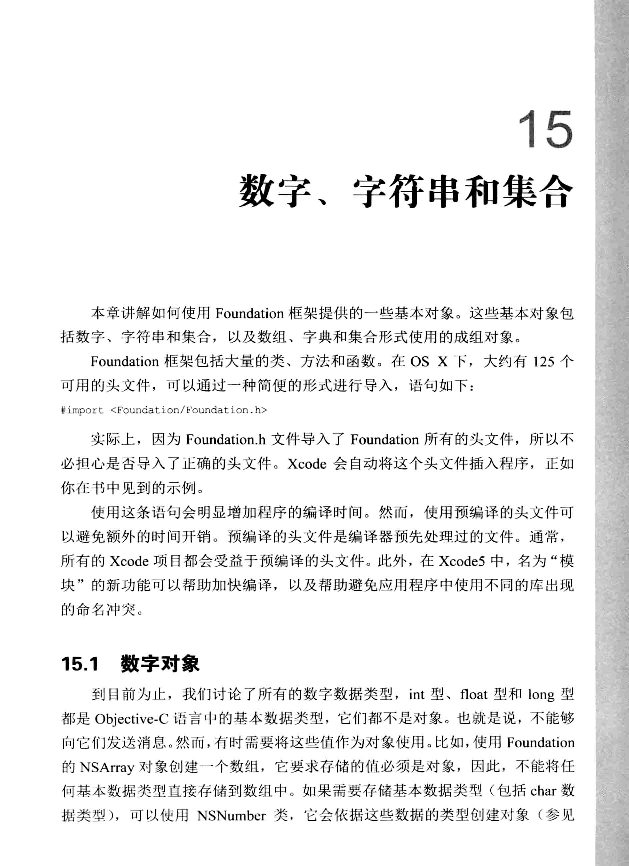 15
数字、字符串和集合
本章讲解如何使用 Foundation 框架提供的一些基本对象。这些基本对象包
括数字、字符串和集合，以及数组、字典和集合形式使用的成组对象。
Foundation 框架包括大量的类、方法和函数。在 OS X 下，大约有 125 个
可用的头文件，可以通过一种简便的形式进行导入，语句如下：
#import <Foundation/Foundation.h>
实际上，因为 Foundation.h 文件导入了 Foundation 所有的头文件，所以不
必担心是否导入了正确的头文件。Xcode 会自动将这个头文件插入程序，正如
你在书中见到的示例。
使用这条语句会明显增加程序的编译时间。然而，使用预编译的头文件可
以避免额外的时间开销。预编译的头文件是编译器预先处理过的文件。通常，
所有的 Xcode 项目都会受益于预编译的头文件。此外，在 Xcode5 中，名为“模
块”的新功能可以帮助加快编译，以及帮助避免应用程序中使用不同的库出现
的命名冲突。
15.1 数字对象
到目前为止，我们讨论了所有的数字数据类型，int 型、float 型和 long 型
都是 Objective-C 语言中的基本数据类型，它们都不是对象。也就是说，不能够
向它们发送消息。然而，有时需要将这些值作为对象使用。比如，使用 Foundation
的 NSArray 对象创建一个数组，它要求存储的值必须是对象，因此，不能将任
何基本数据类型直接存储到数组中。如果需要存储基本数据类型（包括 char 数
据类型），可以使用 NSNumber 类，它会依据这些数据的类型创建对象（参见